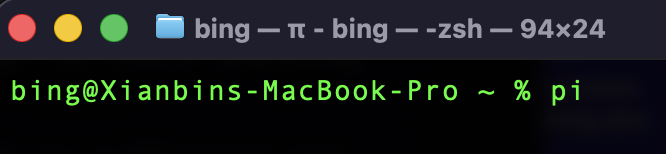 bing — π - bing — -zsh — 94×24
bing@Xianbins-MacBook-Pro ~ % pi